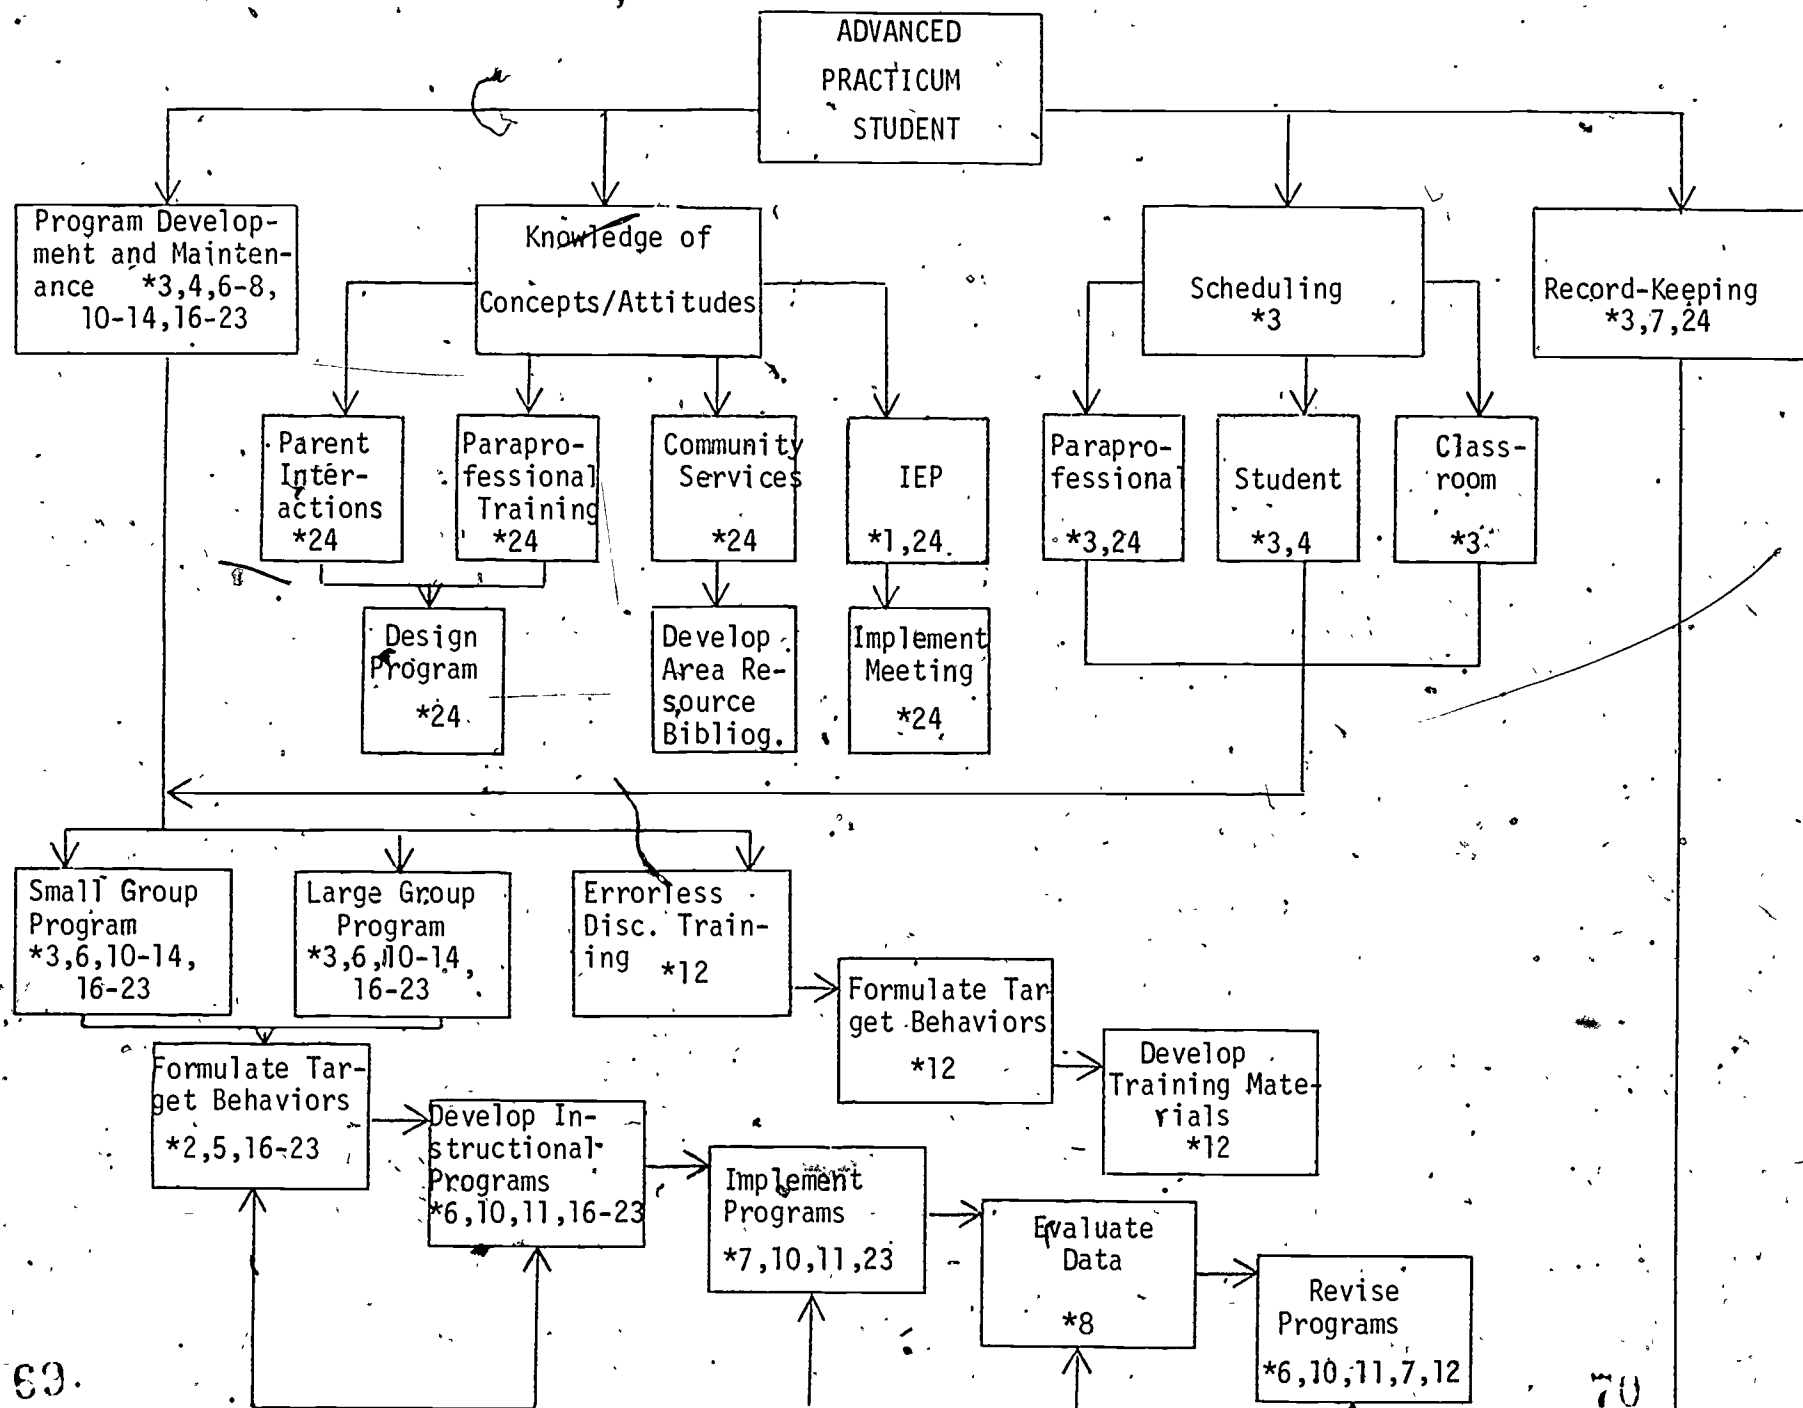 ADVANCED
PRACTICUM
STUDENT
Program Develop-
ment and Mainten-
ance *3,4,6-8,
10-14,16-23
Knowledge of
Concepts/Attitudes
Scheduling
*3
Record-Keeping
*3,7,24
Parent
Inter-
actions
*24
Parapro-
fessional
Training
*24
Community
Services
*24
IEP
*1,24
Parapro-
fessional
*3,24
Student
*3,4
Class-
room
*3
Design
Program
*24
Develop
Area Re-
source
Bibliog.
Implement
Meeting
*24
Small Group
Program
*3,6,10-14,
16-23
Large Group
Program
*3,6,10-14,
16-23
Errorless
Disc. Train-
ing *12
Formulate Tar
get Behaviors
*12
Develop
Training Mate-
rials
*12
Formulate Tar-
get Behaviors
*2,5,16-23
Develop In-
structional
Programs
*6,10,11,16-23
Implement
Programs
*7,10,11,23
Evaluate
Data
*8
Revise
Programs
*6,10,11,7,12
69.
70